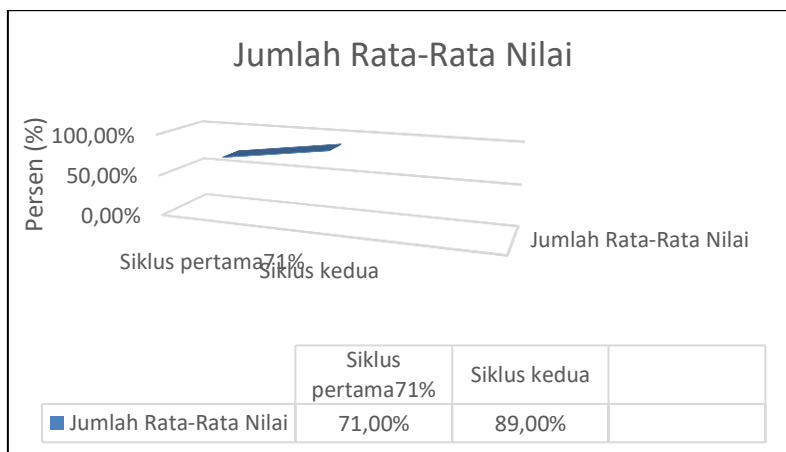 Jumlah Rata-Rata Nilai
Persen (%)
100,00%
50,00%
0,00%
Jumlah Rata-Rata Nilai
Siklus pertama71%
Siklus kedua
Siklus
pertama71%
Siklus kedua
Jumlah Rata-Rata Nilai
71,00%
89,00%